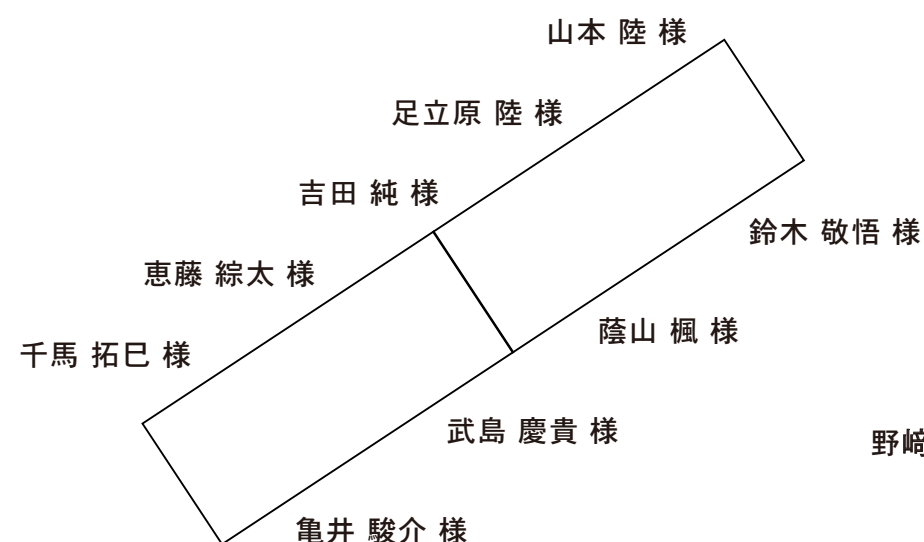 山本 陸 様
足立原 陸 様
吉田 純 様
鈴木 敬悟 様
恵藤 綜太 様
蔭山 楓 様
千馬 拓巳 様
武島 慶貴 様
野﨑
亀井 駿介 様